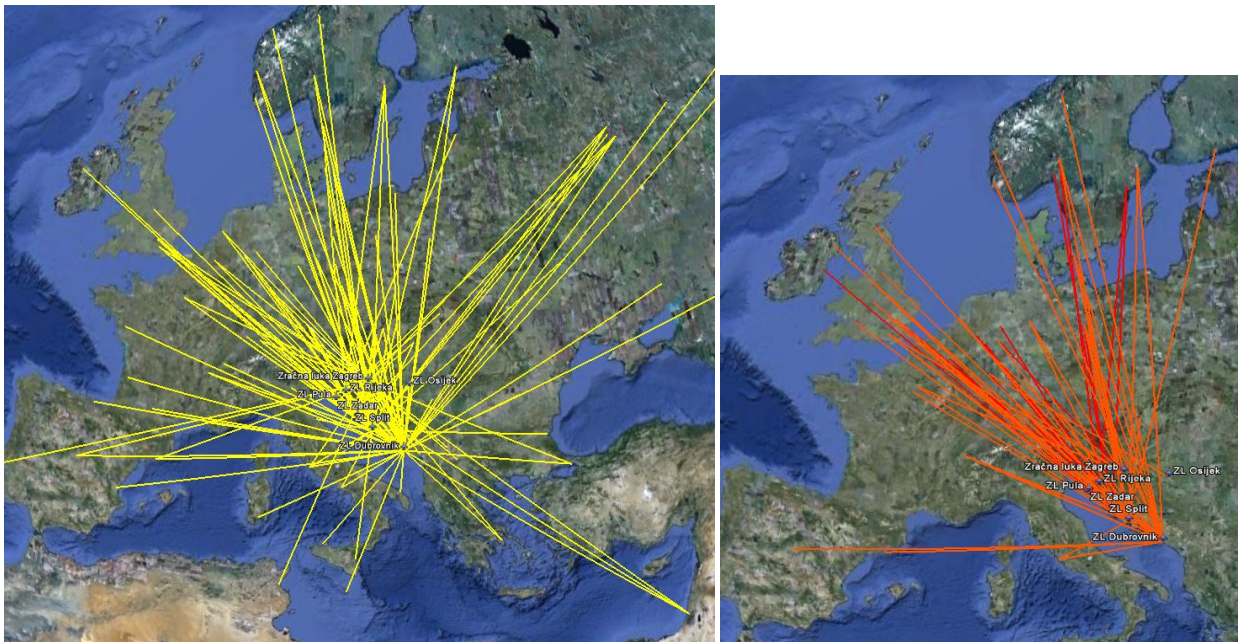 Zračna luka Zagreb
ZL Osijek
ZL Rijeka
ZL Pula
ZL Zadar
ZL Split
ZL Dubrovnik
Zračna luka Zagreb
ZL Osijek
ZL Rijeka
ZL Pula
ZL Zadar
ZL Split
ZL Dubrovnik